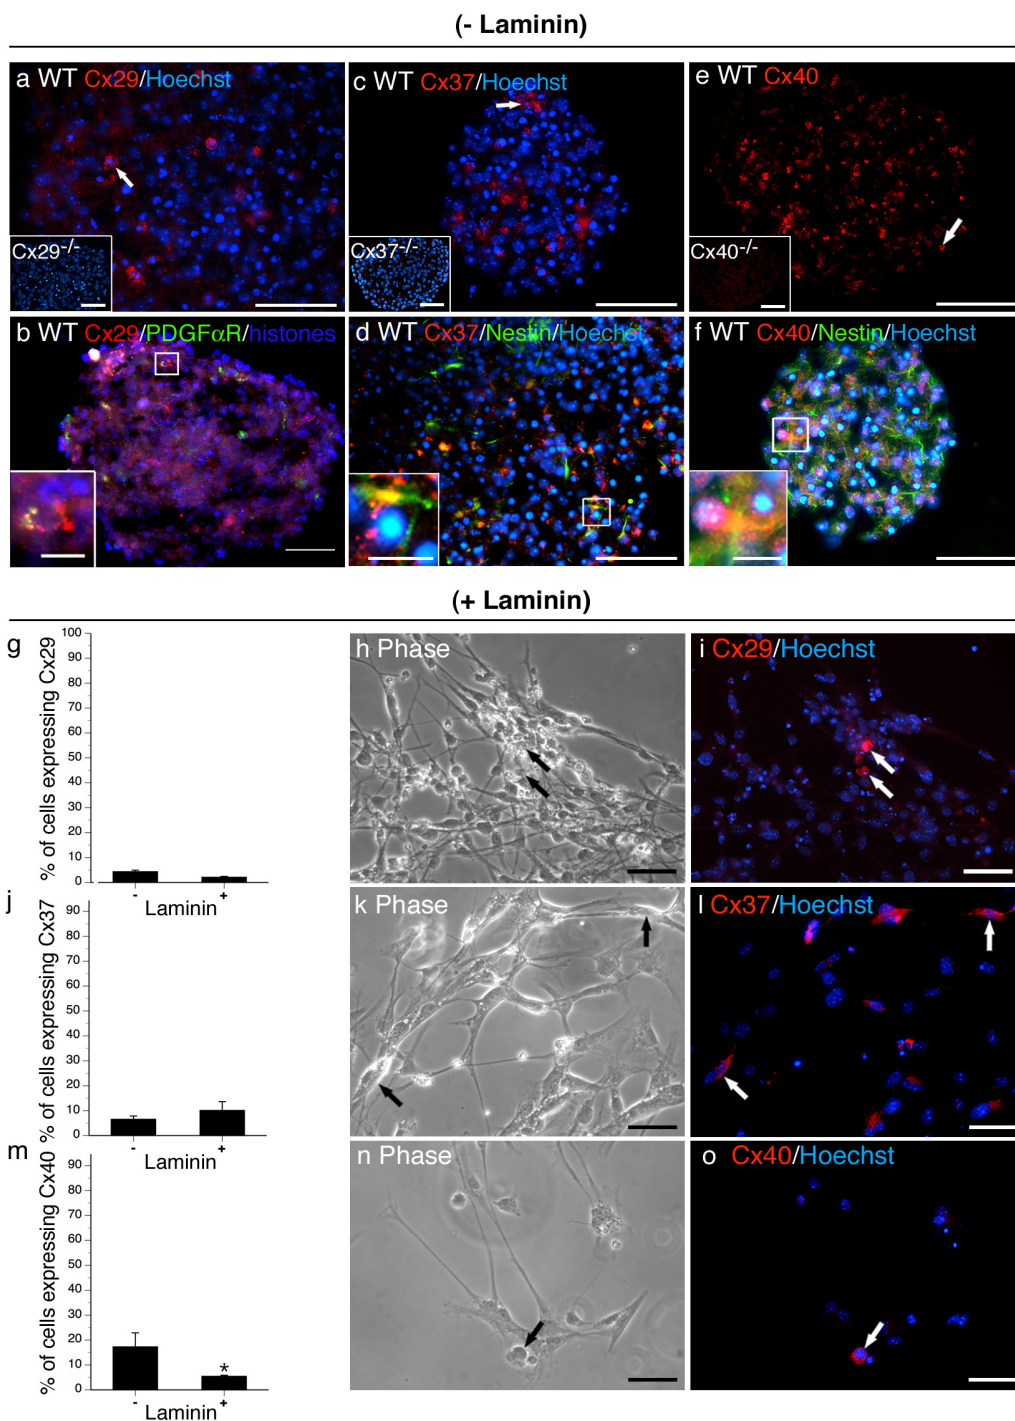 (- Laminin)
a WT Cx29/Hoechst
c WT Cx37/Hoechst
e WT Cx40
Cx29-/-
Cx37-/-
Cx40-/-
b WT Cx29/PDGFαR/histones
d WT Cx37/Nestin/Hoechst
f WT Cx40/Nestin
(+ Laminin)
g
% of cells expressing Cx29
100
90
80
70
60
50
40
30
20
10
0
- +
Laminin
h Phase
i Cx29/Hoechst
j
% of cells expressing Cx37
90
80
70
60
50
40
30
20
10
0
- +
Laminin
k Phase
l Cx37/Hoechst
m
% of cells expressing Cx40
90
80
70
60
50
40
30
20
10
0
*
- +
Laminin
n Phase
o Cx40/Hoechst